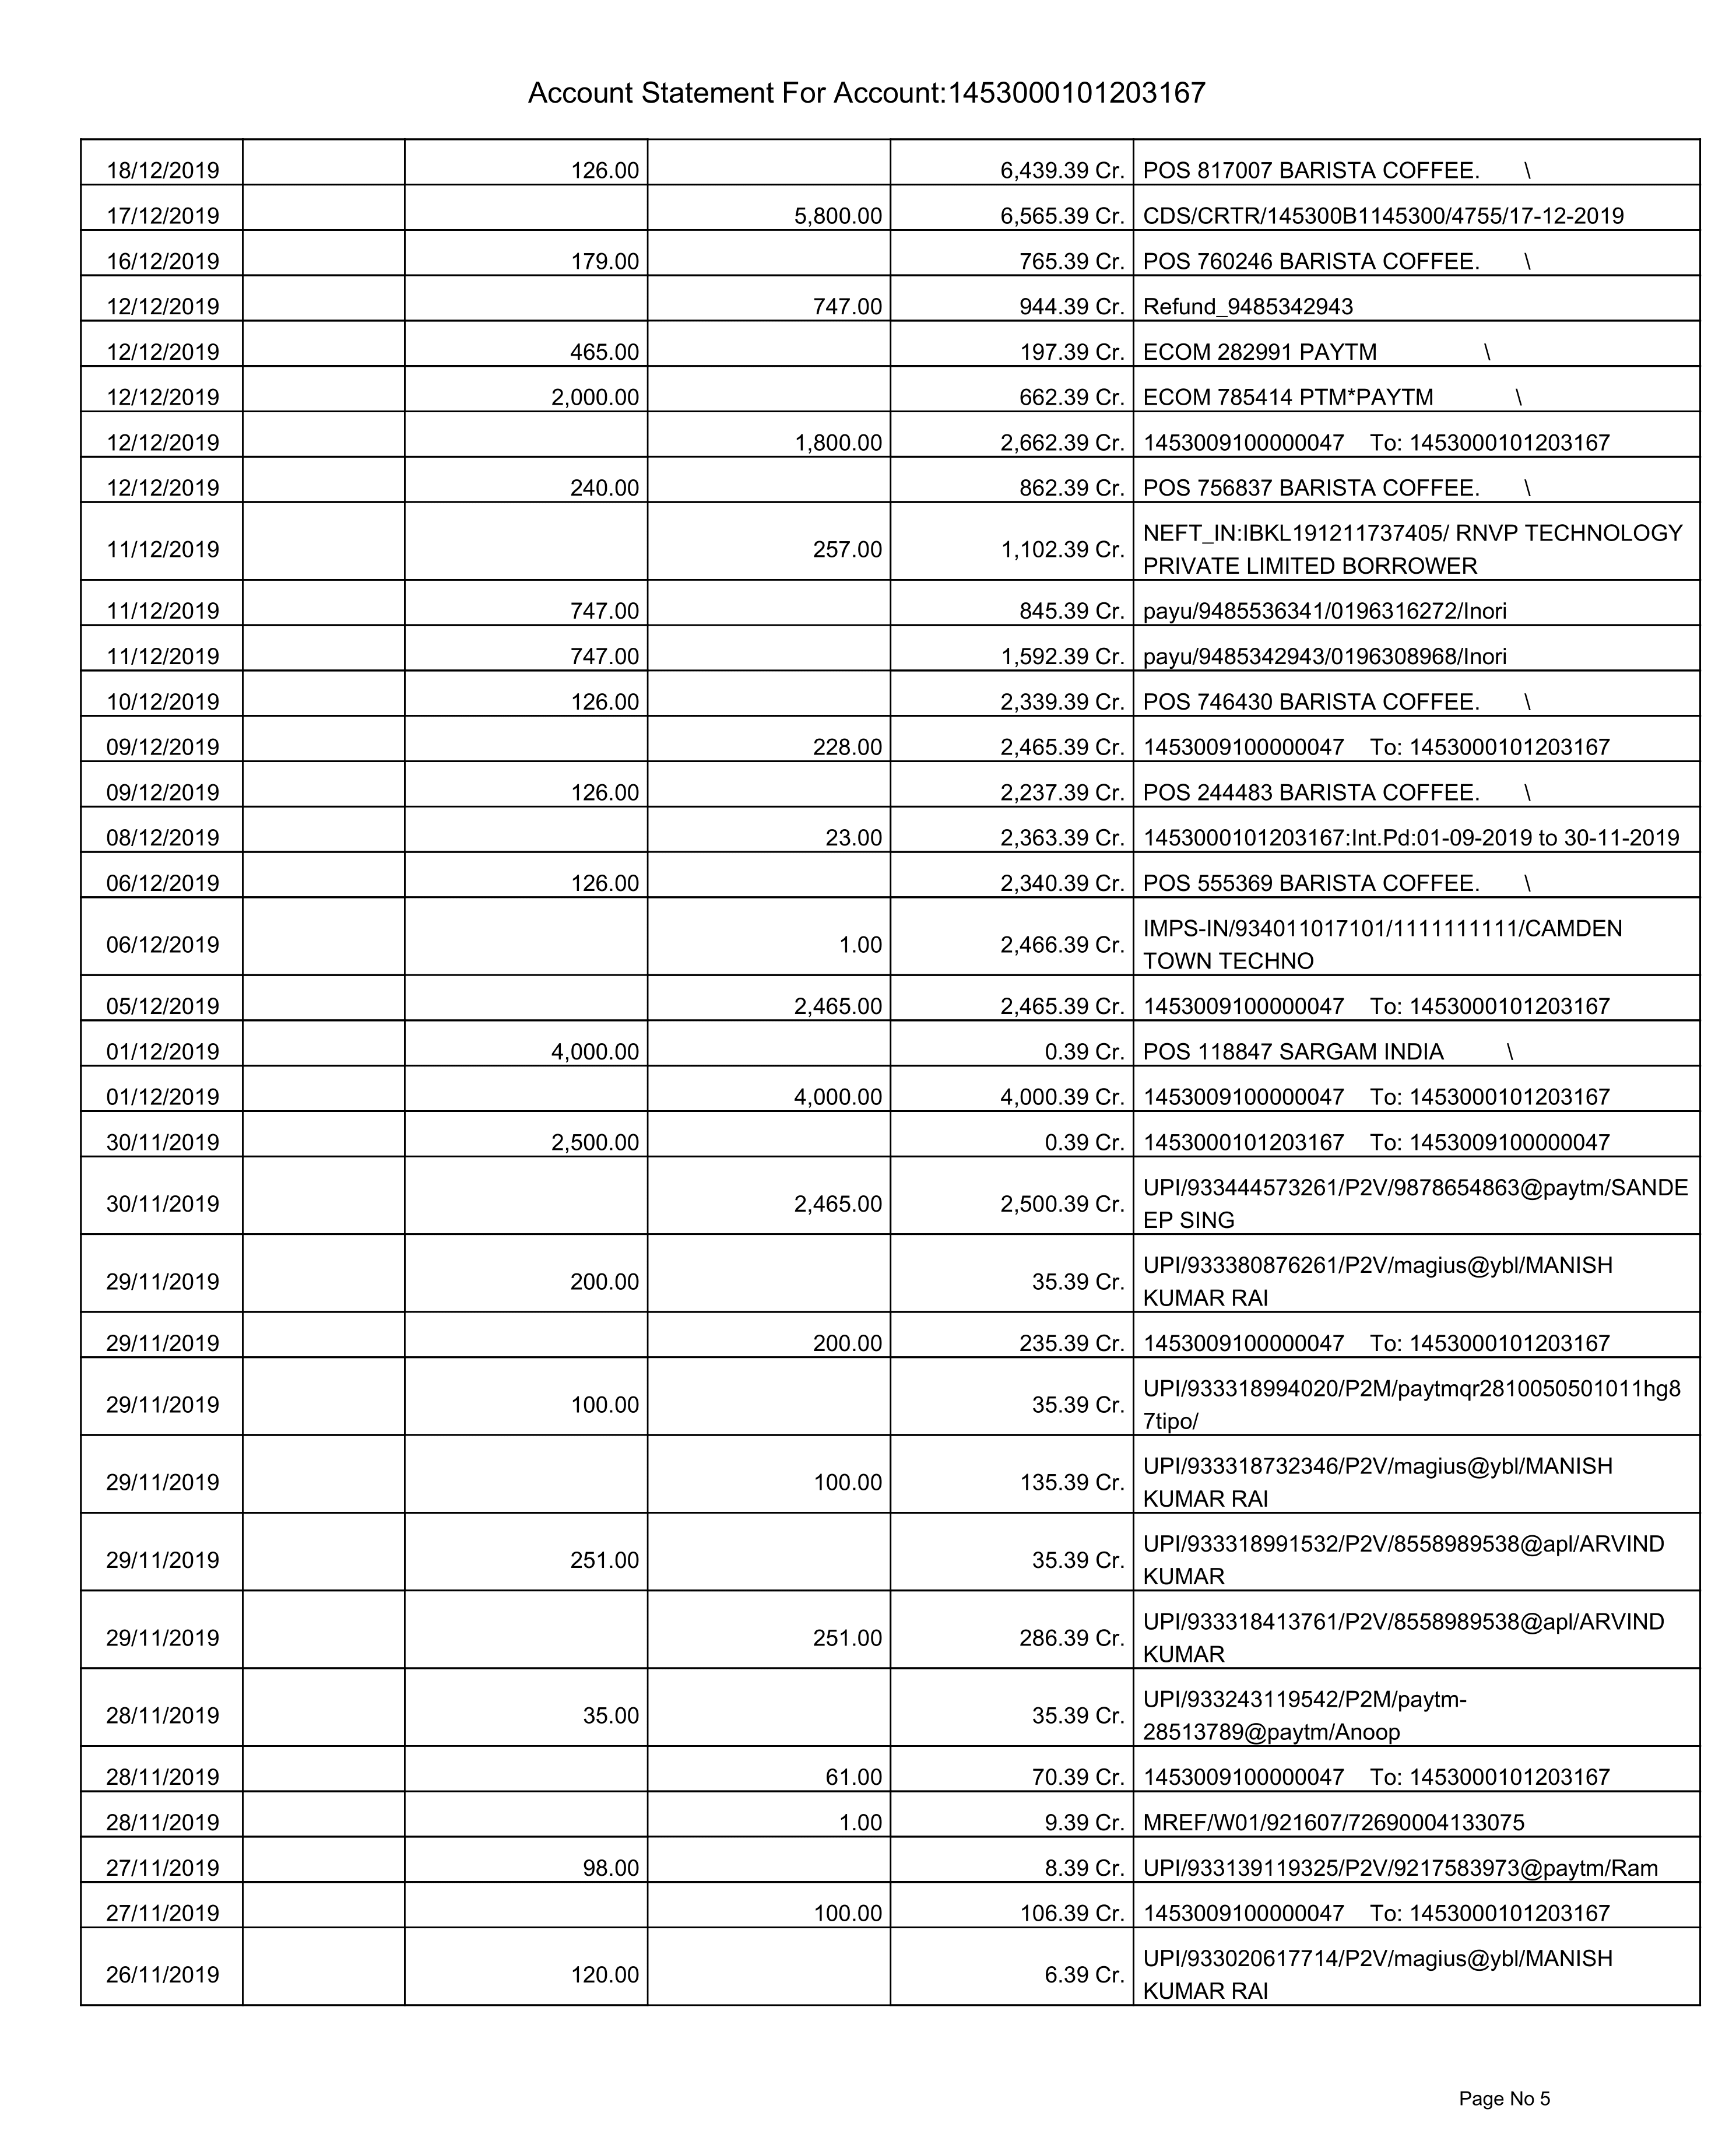 Account Statement For Account:1453000101203167
18/12/2019 126.00 6,439.39 Cr. POS 817007 BARISTA COFFEE. \
17/12/2019 5,800.00 6,565.39 Cr. CDS/CRTR/145300B1145300/4755/17-12-2019
16/12/2019 179.00 765.39 Cr. POS 760246 BARISTA COFFEE. \
12/12/2019 747.00 944.39 Cr. Refund_9485342943
12/12/2019 465.00 197.39 Cr. ECOM 282991 PAYTM \
12/12/2019 2,000.00 662.39 Cr. ECOM 785414 PTM*PAYTM \
12/12/2019 1,800.00 2,662.39 Cr. 1453009100000047 To: 1453000101203167
12/12/2019 240.00 862.39 Cr. POS 756837 BARISTA COFFEE. \
11/12/2019 257.00 1,102.39 Cr. NEFT_IN:IBKL191211737405/ RNVP TECHNOLOGY
PRIVATE LIMITED BORROWER
11/12/2019 747.00 845.39 Cr. payu/9485536341/0196316272/Inori
11/12/2019 747.00 1,592.39 Cr. payu/9485342943/0196308968/Inori
10/12/2019 126.00 2,339.39 Cr. POS 746430 BARISTA COFFEE. \
09/12/2019 228.00 2,465.39 Cr. 1453009100000047 To: 1453000101203167
09/12/2019 126.00 2,237.39 Cr. POS 244483 BARISTA COFFEE. \
08/12/2019 23.00 2,363.39 Cr. 1453000101203167:Int.Pd:01-09-2019 to 30-11-2019
06/12/2019 126.00 2,340.39 Cr. POS 555369 BARISTA COFFEE. \
06/12/2019 1.00 2,466.39 Cr. IMPS-IN/934011017101/1111111111/CAMDEN
TOWN TECHNO
05/12/2019 2,465.00 2,465.39 Cr. 1453009100000047 To: 1453000101203167
01/12/2019 4,000.00 0.39 Cr. POS 118847 SARGAM INDIA \
01/12/2019 4,000.00 4,000.39 Cr. 1453009100000047 To: 1453000101203167
30/11/2019 2,500.00 0.39 Cr. 1453000101203167 To: 1453009100000047
30/11/2019 2,465.00 2,500.39 Cr. UPI/933444573261/P2V/9878654863@paytm/SANDE
EP SING
29/11/2019 200.00 35.39 Cr. UPI/933380876261/P2V/magius@ybl/MANISH
KUMAR RAI
29/11/2019 200.00 235.39 Cr. 1453009100000047 To: 1453000101203167
29/11/2019 100.00 35.39 Cr. UPI/933318994020/P2M/paytmqr2810050501011hg8
7tipo/
29/11/2019 100.00 135.39 Cr. UPI/933318732346/P2V/magius@ybl/MANISH
KUMAR RAI
29/11/2019 251.00 35.39 Cr. UPI/933318991532/P2V/8558989538@apl/ARVIND
KUMAR
29/11/2019 251.00 286.39 Cr. UPI/933318413761/P2V/8558989538@apl/ARVIND
KUMAR
28/11/2019 35.00 35.39 Cr. UPI/933243119542/P2M/paytm-
28513789@paytm/Anoop
28/11/2019 61.00 70.39 Cr. 1453009100000047 To: 1453000101203167
28/11/2019 1.00 9.39 Cr. MREF/W01/921607/72690004133075
27/11/2019 98.00 8.39 Cr. UPI/933139119325/P2V/9217583973@paytm/Ram
27/11/2019 100.00 106.39 Cr. 1453009100000047 To: 1453000101203167
26/11/2019 120.00 6.39 Cr. UPI/933020617714/P2V/magius@ybl/MANISH
KUMAR RAI
Page No 5